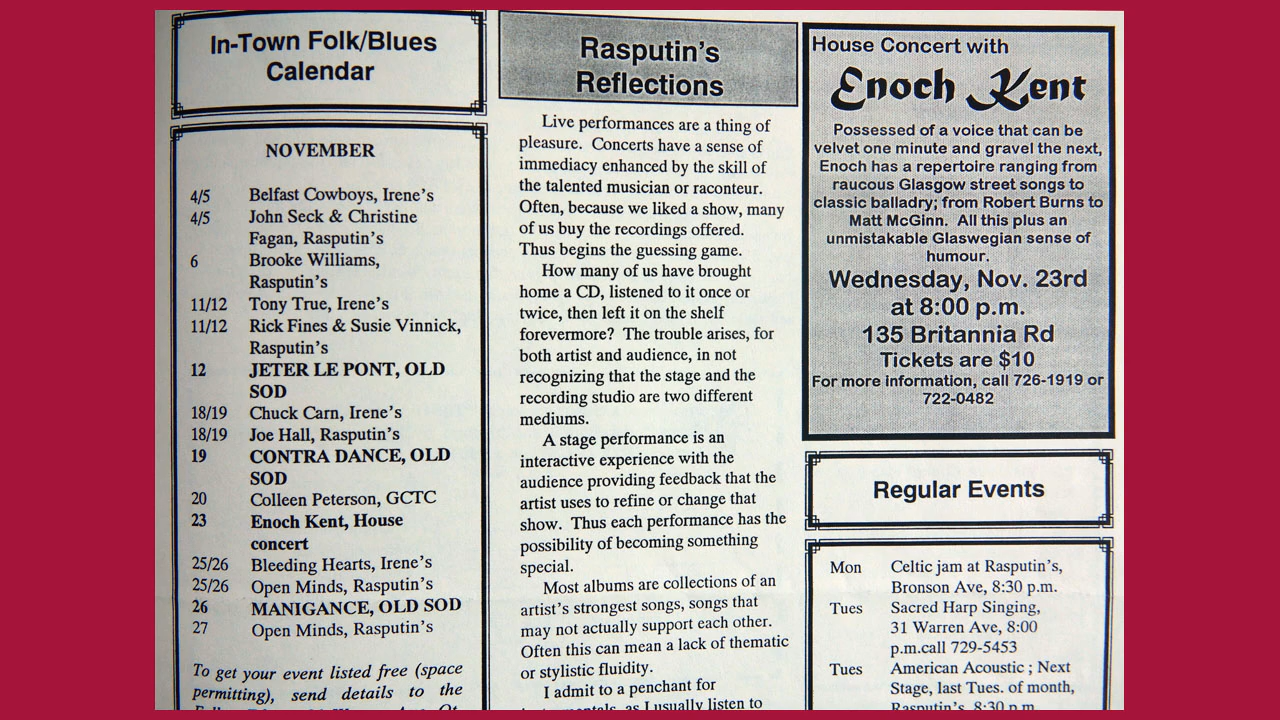 In-Town Folk/Blues
Calendar
NOVEMBER
4/5 Belfast Cowboys, Irene's
4/5 John Seck & Christine
Fagan, Rasputin's
6 Brooke Williams,
Rasputin's
11/12 Tony True, Irene's
11/12 Rick Fines & Susie Vinnick,
Rasputin's
12 JETER LE PONT, OLD
SOD
18/19 Chuck Carn, Irene's
18/19 Joe Hall, Rasputin's
19 CONTRA DANCE, OLD
SOD
20 Colleen Peterson, GCTC
23 Enoch Kent, House
concert
25/26 Bleeding Hearts, Irene's
25/26 Open Minds, Rasputin's
26 MANIGANCE, OLD SOD
27 Open Minds, Rasputin's
To get your event listed free (space
permitting), send details to the
Rasputin's
Reflections
Live performances are a thing of
pleasure. Concerts have a sense of
immediacy enhanced by the skill of
the talented musician or raconteur.
Often, because we liked a show, many
of us buy the recordings offered.
Thus begins the guessing game.
How many of us have brought
home a CD, listened to it once or
twice, then left it on the shelf
forevermore? The trouble arises, for
both artist and audience, in not
recognizing that the stage and the
recording studio are two different
mediums.
A stage performance is an
interactive experience with the
audience providing feedback that the
artist uses to refine or change that
show. Thus each performance has the
possibility of becoming something
special.
Most albums are collections of an
artist's strongest songs, songs that
may not actually support each other.
Often this can mean a lack of thematic
or stylistic fluidity.
I admit to a penchant for
as I usually listen to
House Concert with
Enoch Kent
Possessed of a voice that can be
velvet one minute and gravel the next,
Enoch has a repertoire ranging from
raucous Glasgow street songs to
classic balladry; from Robert Burns to
Matt McGinn. All this plus an
unmistakable Glaswegian sense of
humour.
Wednesday, Nov. 23rd
at 8:00 p.m.
135 Britannia Rd
Tickets are $10
For more information, call 726-1919 or
722-0482
Regular Events
Mon Celtic jam at Rasputin's,
Bronson Ave, 8:30 p.m.
Tues Sacred Harp Singing,
31 Warren Ave, 8:00
p.m.call 729-5453
Tues American Acoustic ; Next
Stage, last Tues. of month,
Rasputin's, 8:30 p.m.